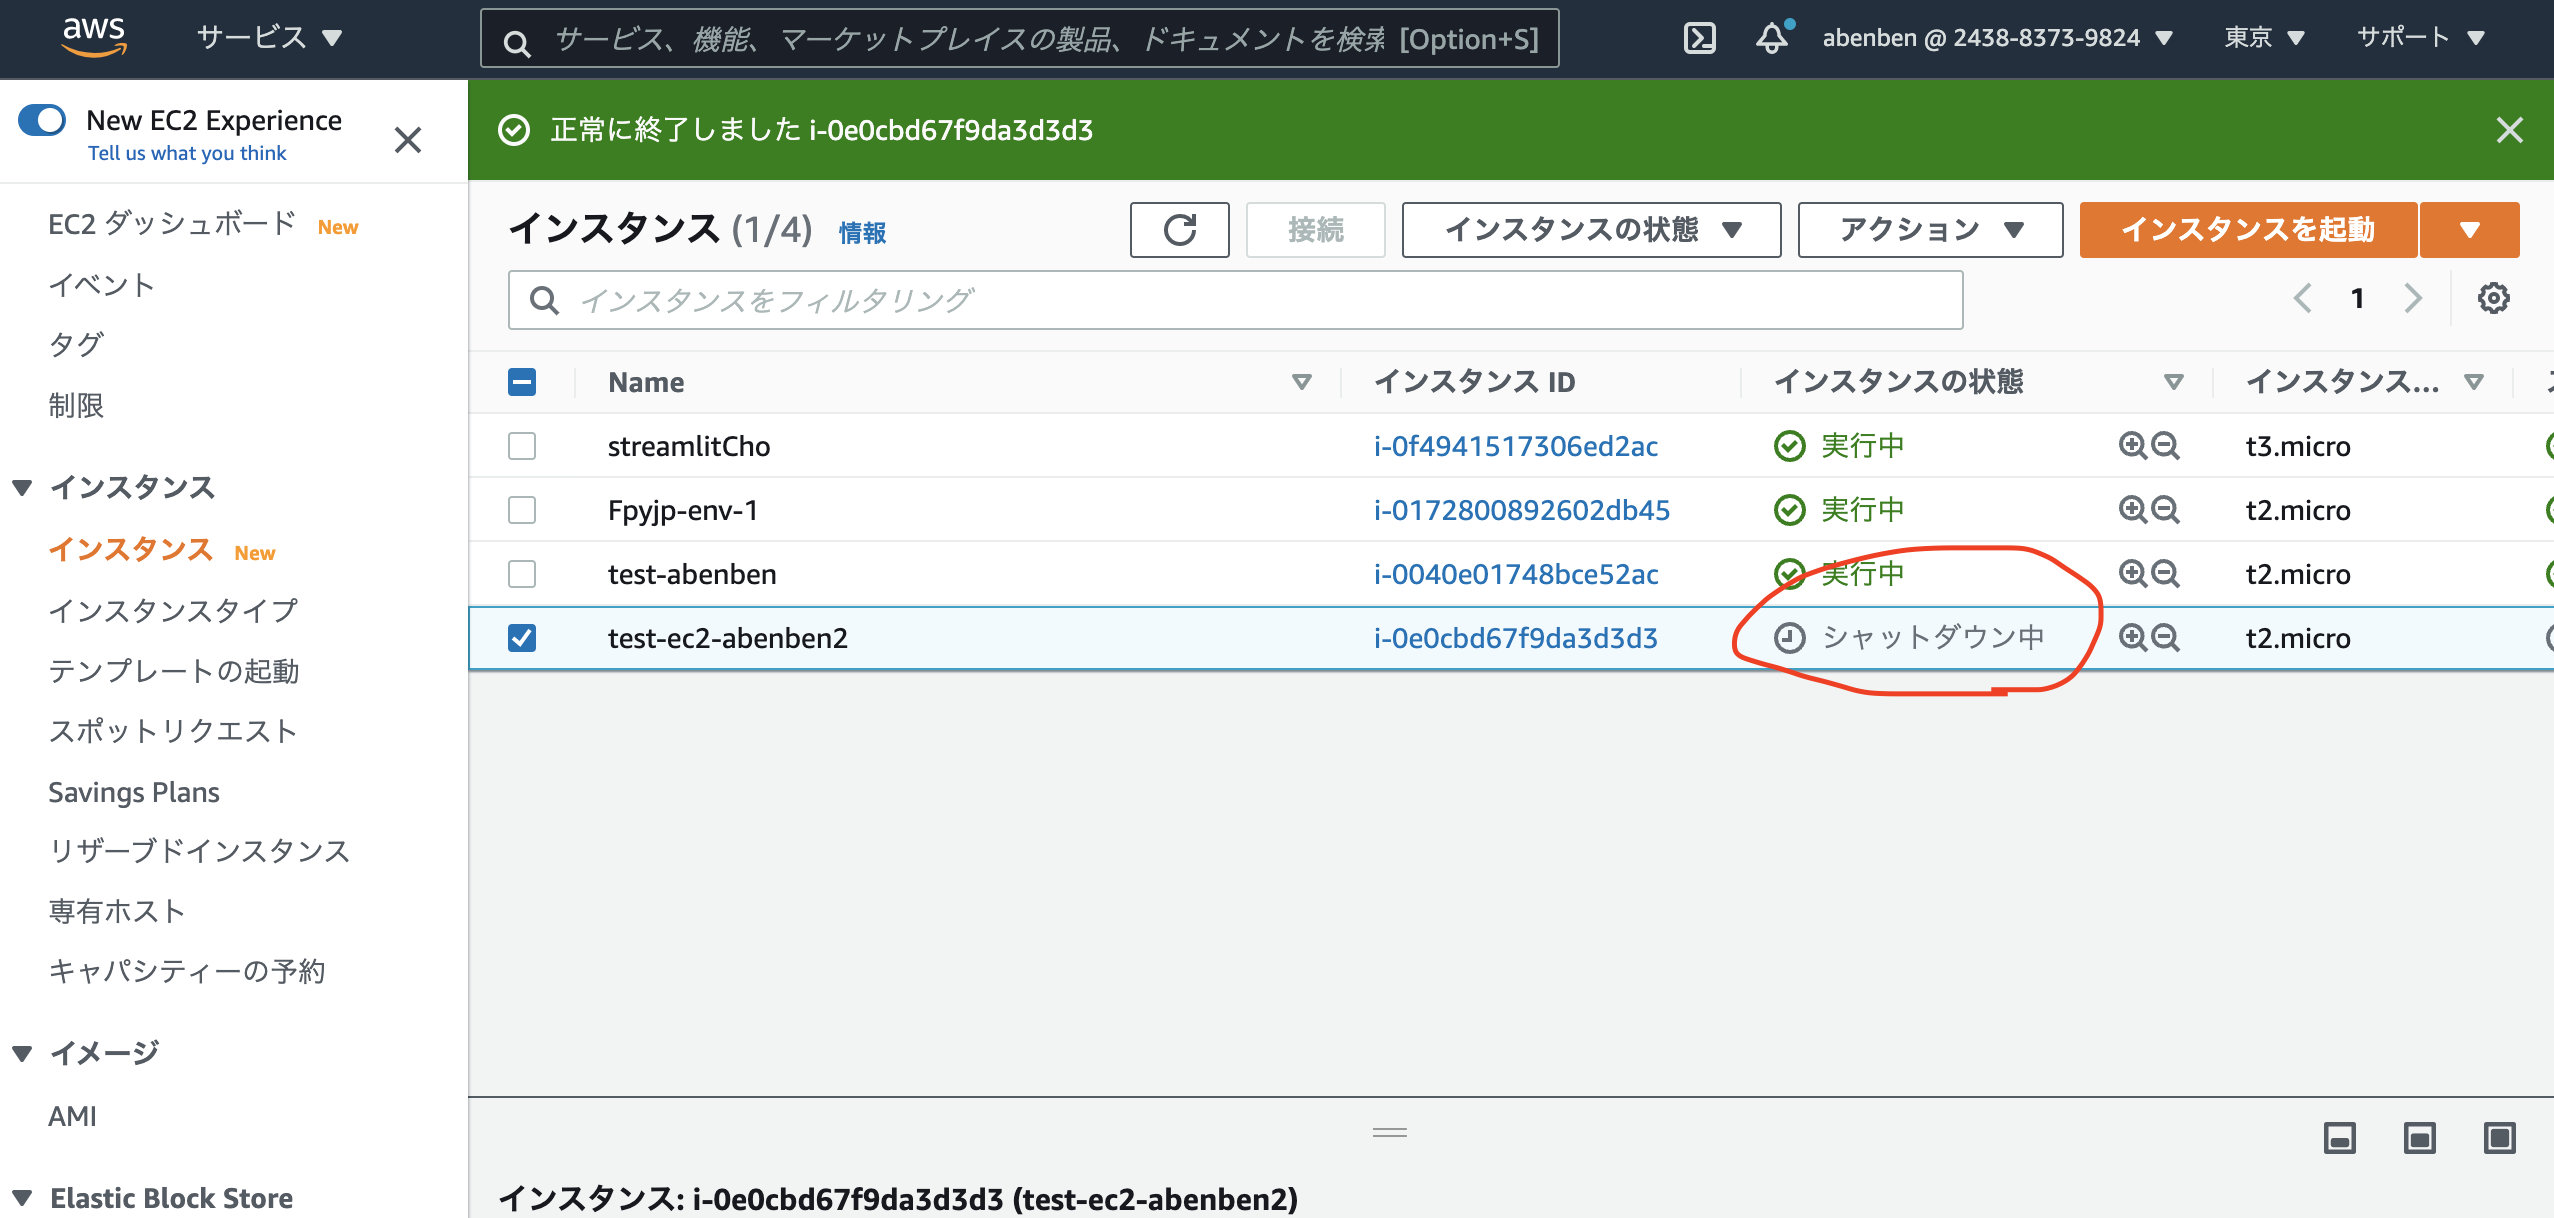 aws サービス サービス、機能、マーケットプレイスの製品、ドキュメントを検索 [Option+S] abenben @ 2438-8373-9824 東京 サポート
New EC2 Experience
Tell us what you think
EC2 ダッシュボード New
イベント
タグ
制限
インスタンス
インスタンス New
インスタンスタイプ
テンプレートの起動
スポットリクエスト
Savings Plans
リザーブドインスタンス
専有ホスト
キャパシティーの予約
イメージ
AMI
Elastic Block Store
正常に終了しました i-0e0cbd67f9da3d3d3
インスタンス (1/4) 情報 接続 インスタンスの状態 アクション インスタンスを起動
インスタンスをフィルタリング 1
Name インスタンス ID インスタンスの状態 インスタンス...
streamlitCho i-0f4941517306ed2ac 実行中 t3.micro
Fpyjp-env-1 i-0172800892602db45 実行中 t2.micro
test-abenben i-0040e01748bce52ac 実行中 t2.micro
test-ec2-abenben2 i-0e0cbd67f9da3d3d3 シャットダウン中 t2.micro
インスタンス: i-0e0cbd67f9da3d3d3 (test-ec2-abenben2)